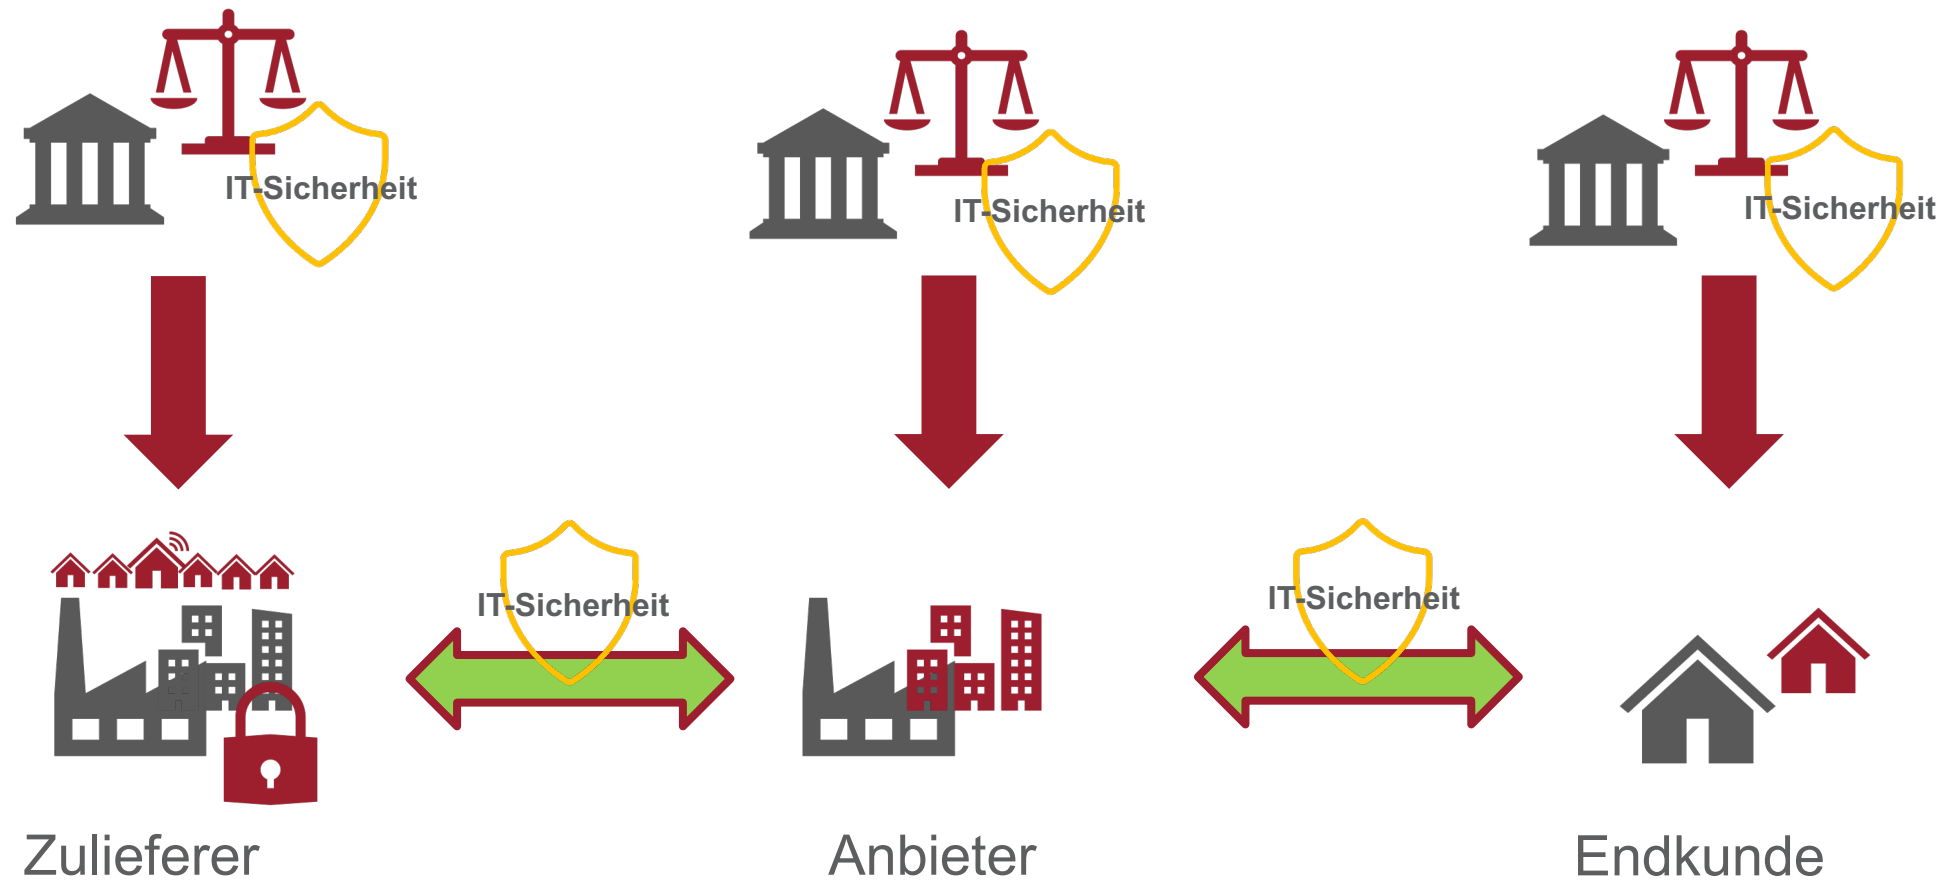 IT-Sicherheit
IT-Sicherheit
IT-Sicherheit
IT-Sicherheit
IT-Sicherheit
Zulieferer
Anbieter
Endkunde